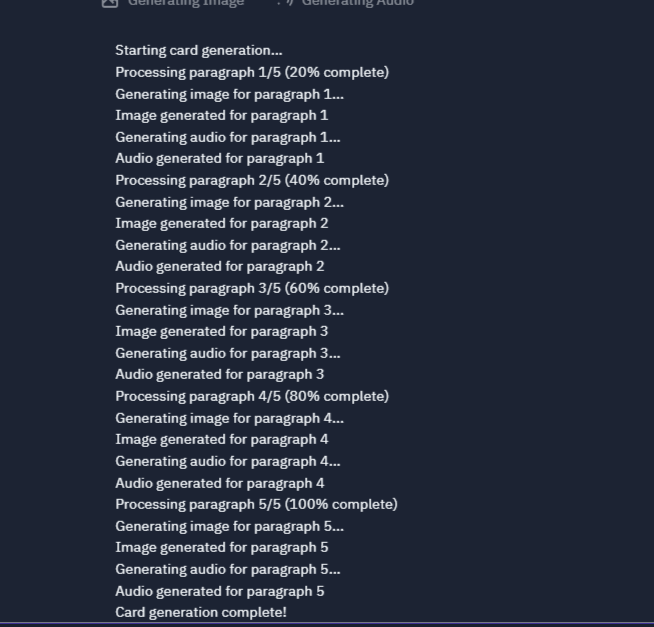 Generating Image Generating Audio
Starting card generation...
Processing paragraph 1/5 (20% complete)
Generating image for paragraph 1...
Image generated for paragraph 1
Generating audio for paragraph 1...
Audio generated for paragraph 1
Processing paragraph 2/5 (40% complete)
Generating image for paragraph 2...
Image generated for paragraph 2
Generating audio for paragraph 2...
Audio generated for paragraph 2
Processing paragraph 3/5 (60% complete)
Generating image for paragraph 3...
Image generated for paragraph 3
Generating audio for paragraph 3...
Audio generated for paragraph 3
Processing paragraph 4/5 (80% complete)
Generating image for paragraph 4...
Image generated for paragraph 4
Generating audio for paragraph 4...
Audio generated for paragraph 4
Processing paragraph 5/5 (100% complete)
Generating image for paragraph 5...
Image generated for paragraph 5
Generating audio for paragraph 5...
Audio generated for paragraph 5
Card generation complete!